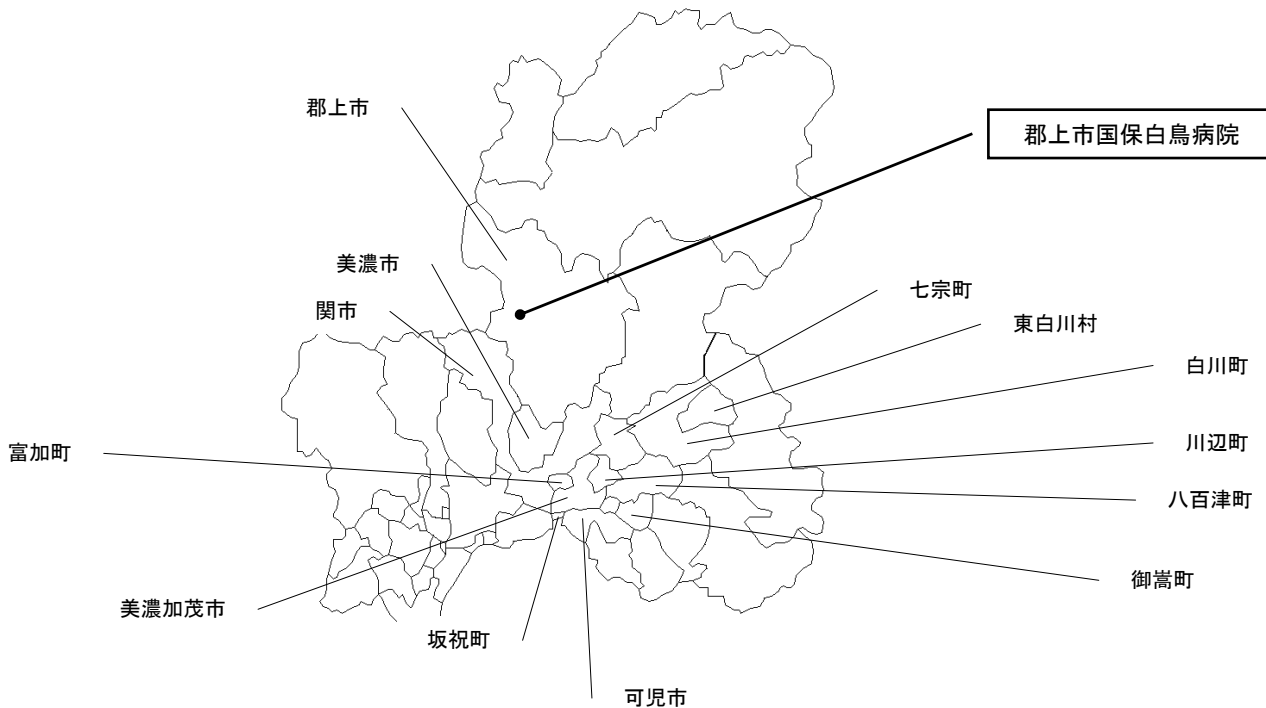 郡上市
郡上市国保白鳥病院
美濃市
七宗町
関市
東白川村
白川町
富加町
川辺町
八百津町
御嵩町
美濃加茂市
坂祝町
可児市